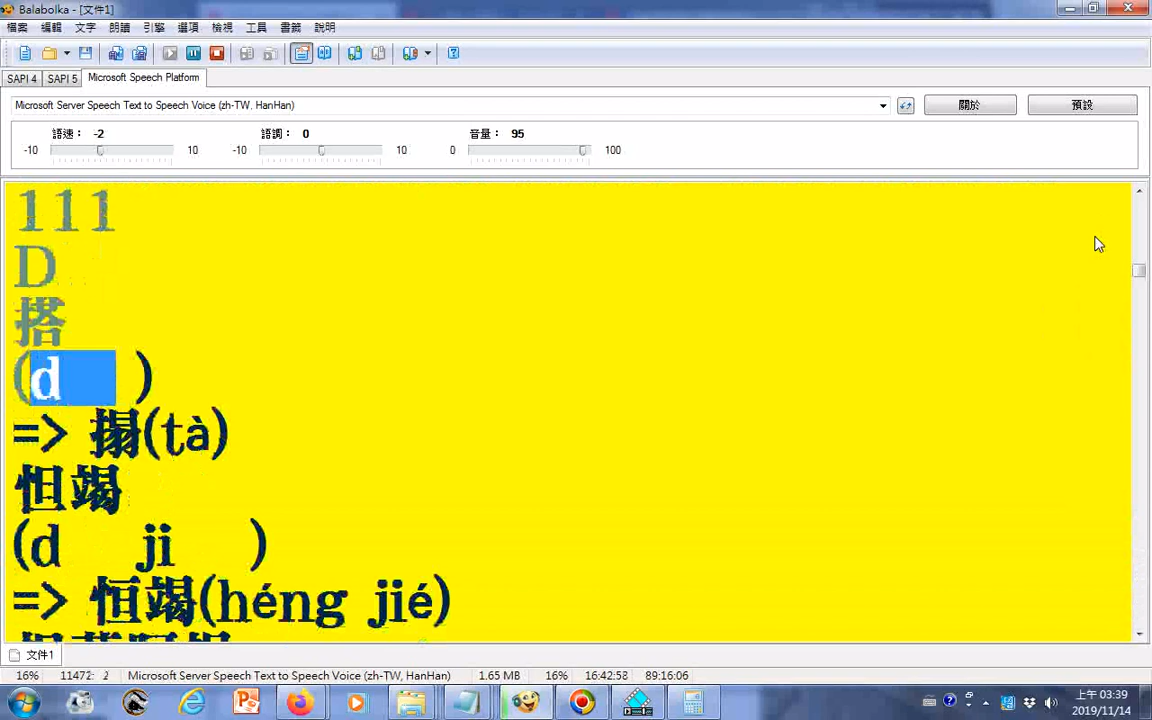 Balabolka - [文件1]
檔案 編輯 文字 朗讀 引擎 選項 檢視 工具 書籤 說明
SAPI 4 SAPI 5 Microsoft Speech Platform
Microsoft Server Speech Text to Speech Voice (zh-TW, HanHan) 關於 預設
語速： -2 語調： 0 音量： 95
-10 10 -10 10 0 100
111
D
搭
(d )
=> 搨(tà)
怛竭
(d ji )
=> 恒竭(héng jié)
文件1
16% 11472: 2 Microsoft Server Speech Text to Speech Voice (zh-TW, HanHan) 1.65 MB 16% 16:42:58 89:16:06
上午 03:39
2019/11/14